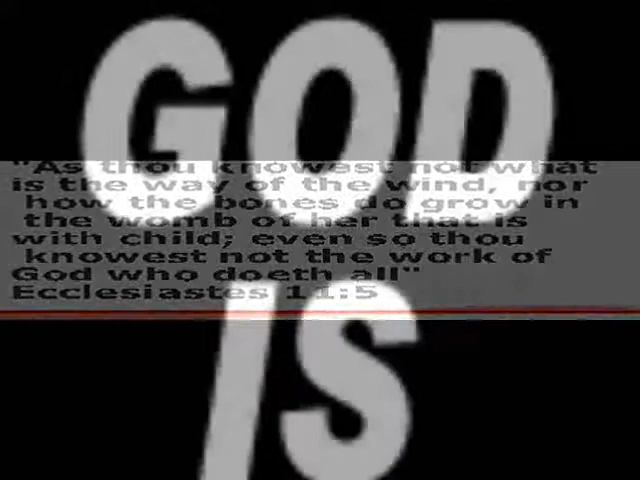 GOD
"As thou knowest not what
is the way of the wind, nor
how the bones do grow in
the womb of her that is
with child; even so thou
knowest not the work of
God who doeth all"
Ecclesiastes 11:5
IS